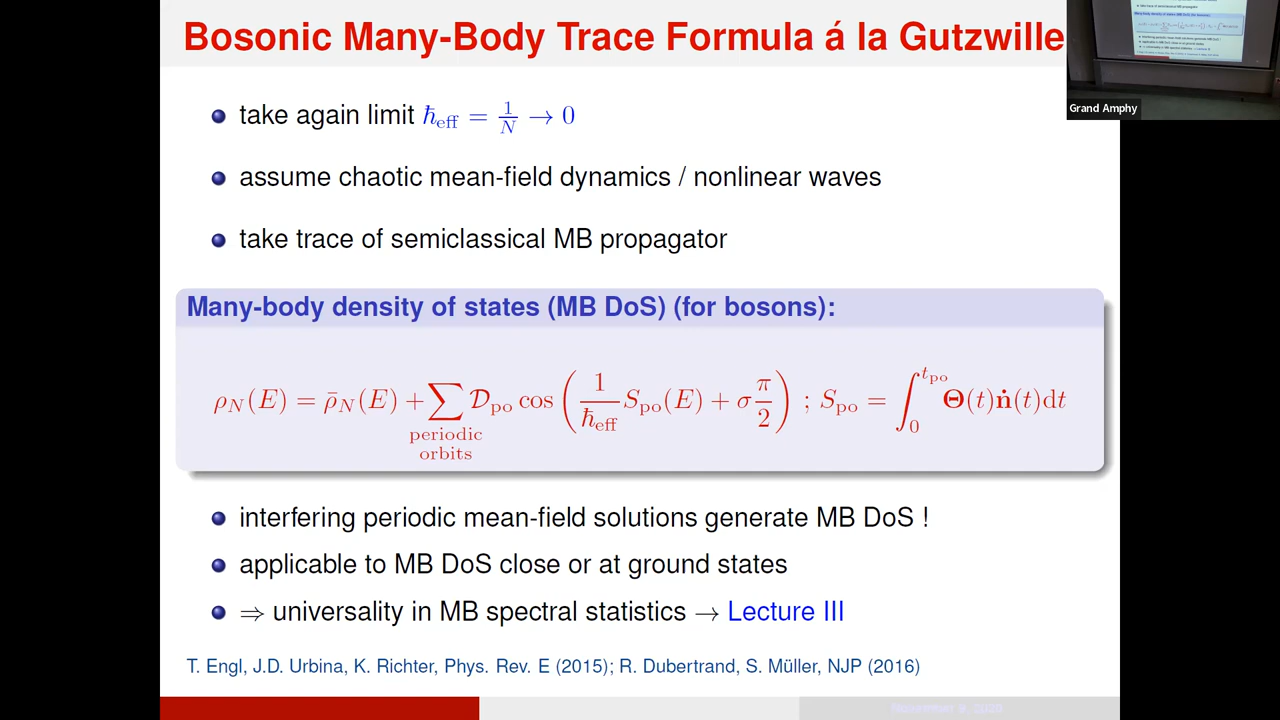 Bosonic Many-Body Trace Formula á la Gutzwille
Grand Amphy
take again limit ℏ_eff = 1/N → 0
assume chaotic mean-field dynamics / nonlinear waves
take trace of semiclassical MB propagator
Many-body density of states (MB DoS) (for bosons):
ρ_N(E) = ρ̄_N(E) + ∑_{periodic orbits} 𝒟_po cos ( 1/ℏ_eff S_po(E) + σ π/2 ) ; S_po = ∫_0^{t_po} Θ(t)ṅ(t)dt
interfering periodic mean-field solutions generate MB DoS !
applicable to MB DoS close or at ground states
⇒ universality in MB spectral statistics → Lecture III
T. Engl, J.D. Urbina, K. Richter, Phys. Rev. E (2015); R. Dubertrand, S. Müller, NJP (2016)